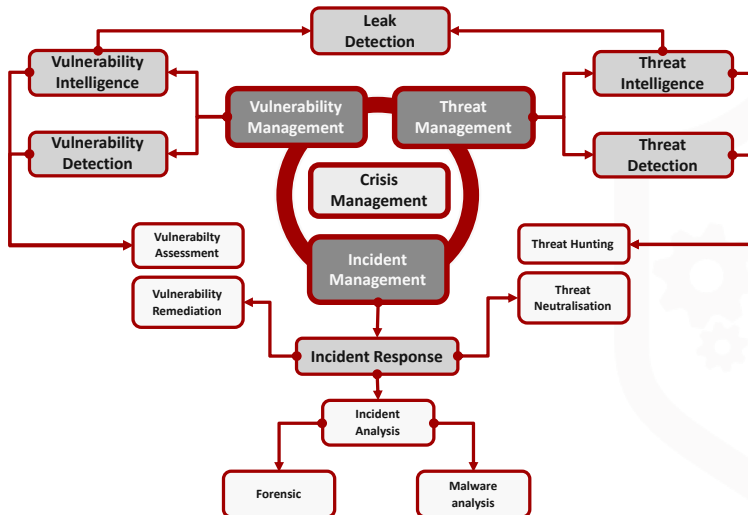 Leak
Detection
Vulnerability
Intelligence
Threat
Intelligence
Vulnerability
Management
Threat
Management
Vulnerability
Detection
Threat
Detection
Crisis
Management
Vulnerabilty
Assessment
Threat Hunting
Incident
Management
Vulnerability
Remediation
Threat
Neutralisation
Incident Response
Incident
Analysis
Forensic
Malware
analysis